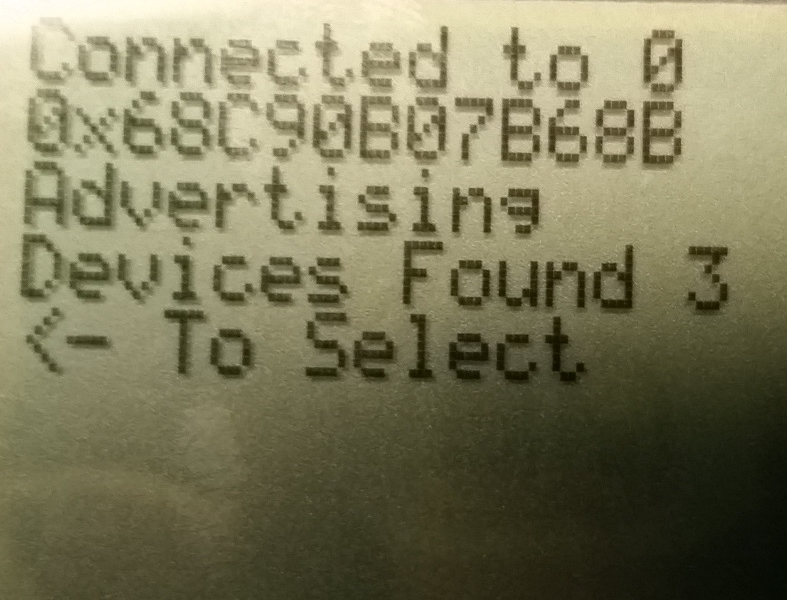 Connected to 0
0x68C90B07B68B
Advertising
Devices Found 3
<- To Select